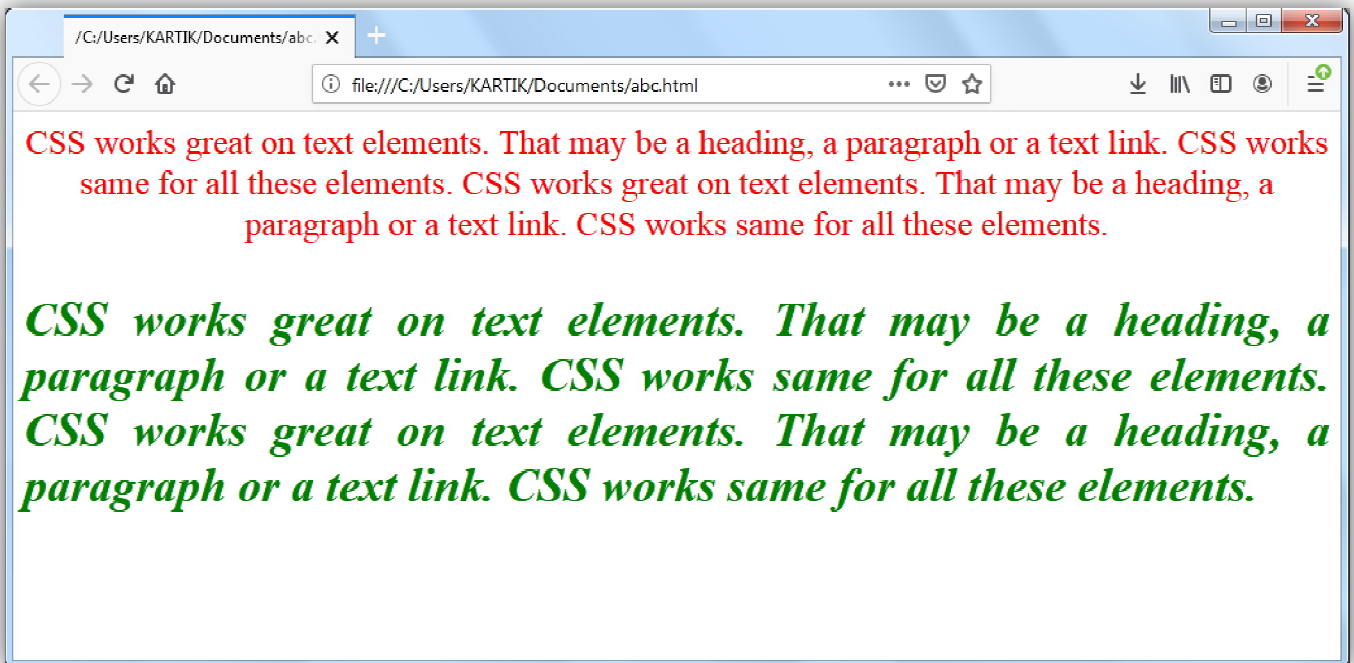 /C:/Users/KARTIK/Documents/abc.
file:///C:/Users/KARTIK/Documents/abc.html
CSS works great on text elements. That may be a heading, a paragraph or a text link. CSS works
same for all these elements. CSS works great on text elements. That may be a heading, a
paragraph or a text link. CSS works same for all these elements.
CSS works great on text elements. That may be a heading, a
paragraph or a text link. CSS works same for all these elements.
CSS works great on text elements. That may be a heading, a
paragraph or a text link. CSS works same for all these elements.